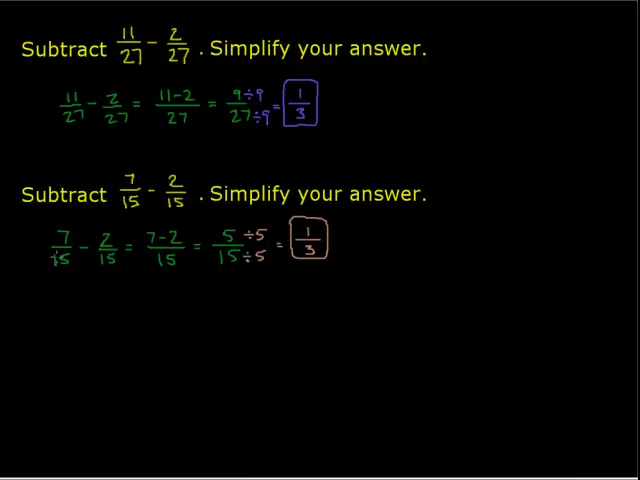 Subtract 11/27 - 2/27 . Simplify your answer.
11/27 - 2/27 = 11-2/27 = 9÷9/27÷9 = 1/3
Subtract 7/15 - 2/15 . Simplify your answer.
7/15 - 2/15 = 7-2/15 = 5÷5/15÷5 = 1/3